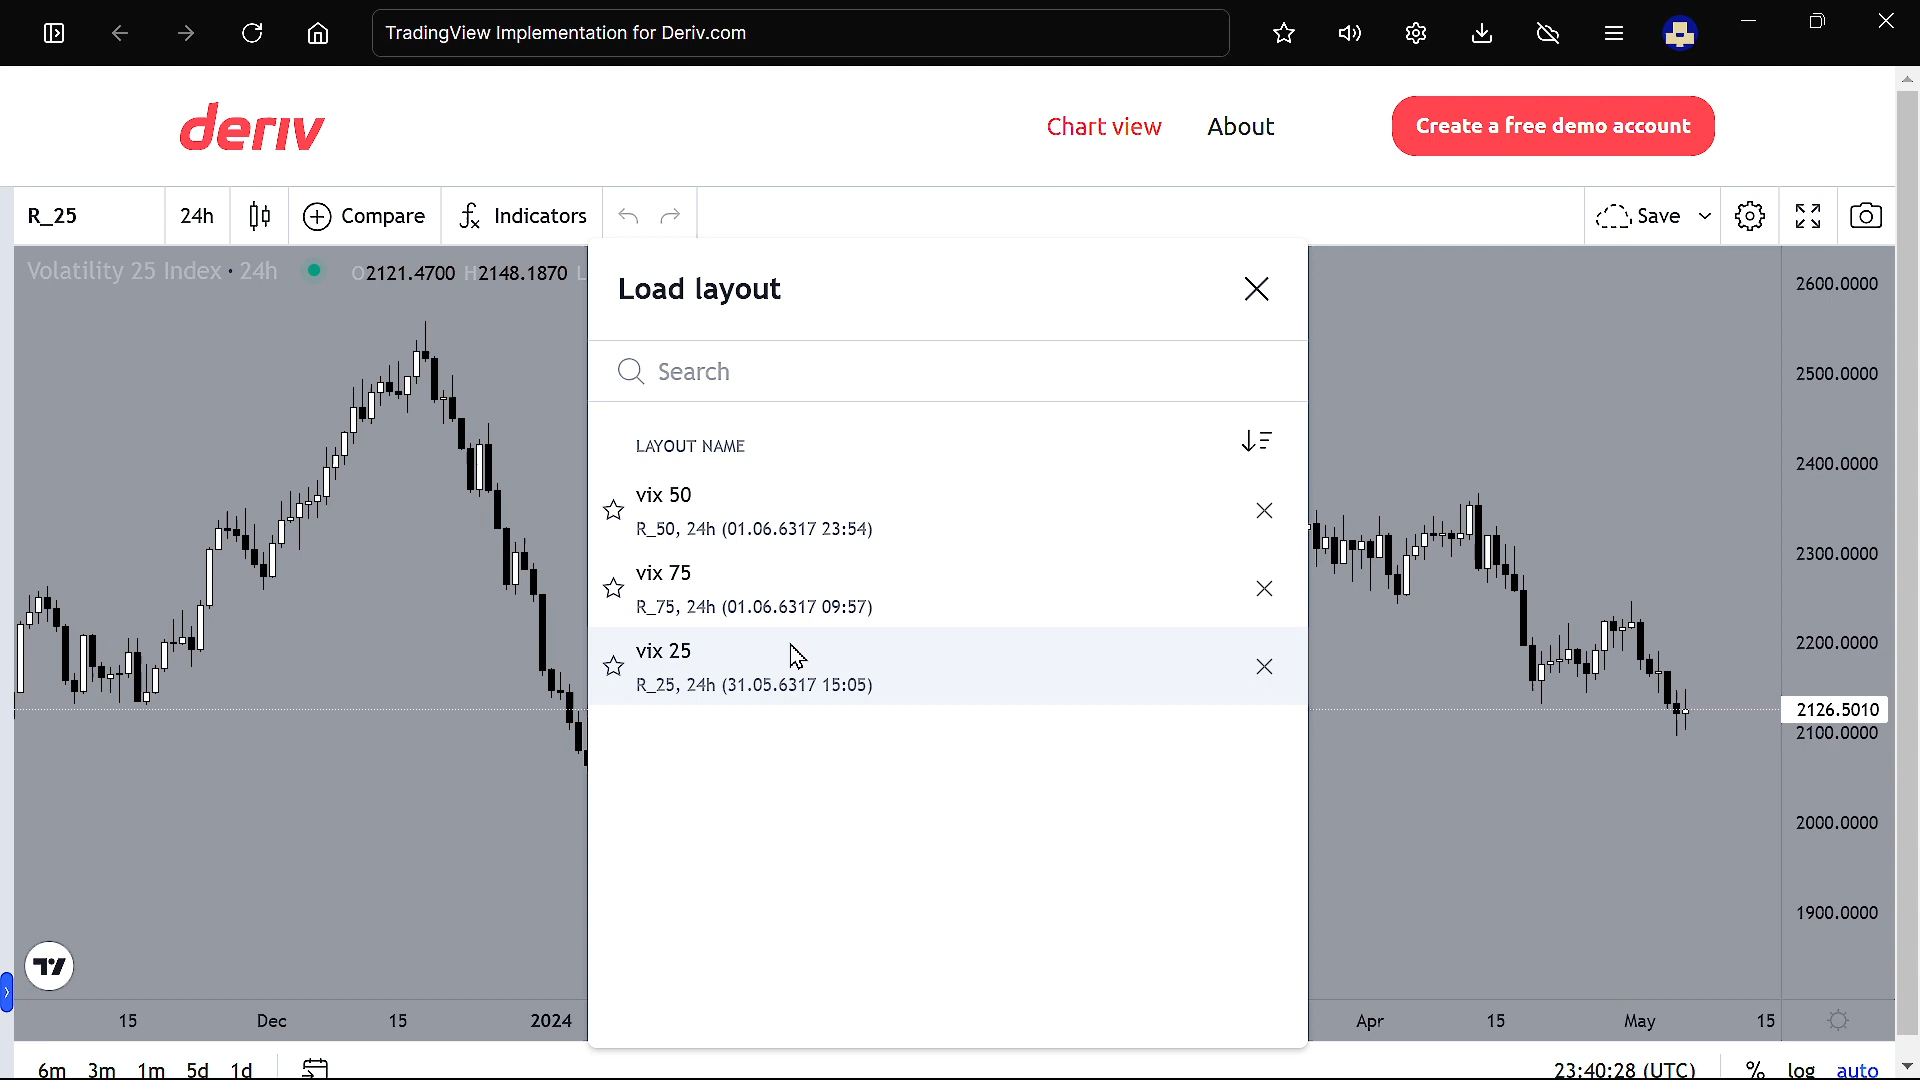 TradingView Implementation for Deriv.com
deriv
Chart view
About
Create a free demo account
R_25
24h
Compare
Indicators
Save
Volatility 25 Index · 24h
O2121.4700 H2148.1870 L
Load layout
Search
LAYOUT NAME
vix 50
R_50, 24h (01.06.6317 23:54)
vix 75
R_75, 24h (01.06.6317 09:57)
vix 25
R_25, 24h (31.05.6317 15:05)
2600.0000
2500.0000
2400.0000
2300.0000
2200.0000
2126.5010
2100.0000
2000.0000
1900.0000
15
Dec
15
2024
Apr
15
May
15
6m 3m 1m 5d 1d
23:40:28 (UTC)
% log auto